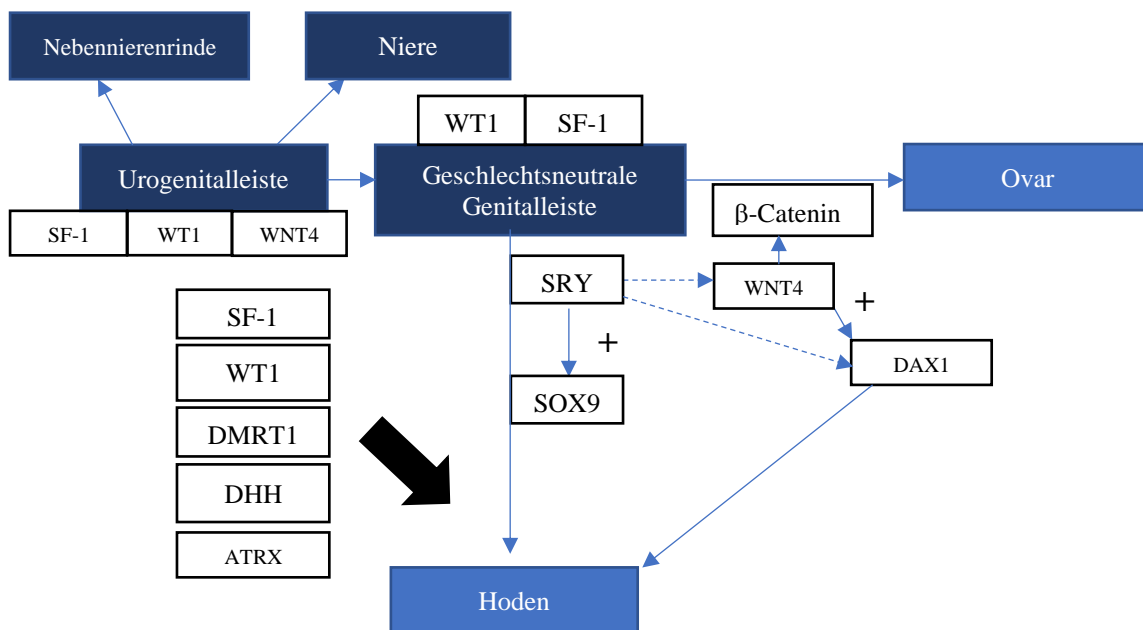 Nebennierenrinde
Niere
WT1
SF-1
Urogenitalleiste
Geschlechtsneutrale
Genitalleiste
Ovar
SF-1
WT1
WNT4
β-Catenin
SRY
WNT4
+
SF-1
+
DAX1
WT1
SOX9
DMRT1
DHH
ATRX
Hoden